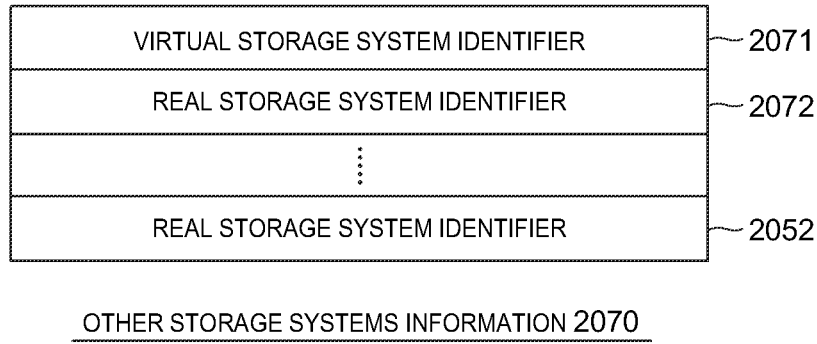 VIRTUAL STORAGE SYSTEM IDENTIFIER 2071
REAL STORAGE SYSTEM IDENTIFIER 2072
REAL STORAGE SYSTEM IDENTIFIER 2052
OTHER STORAGE SYSTEMS INFORMATION 2070